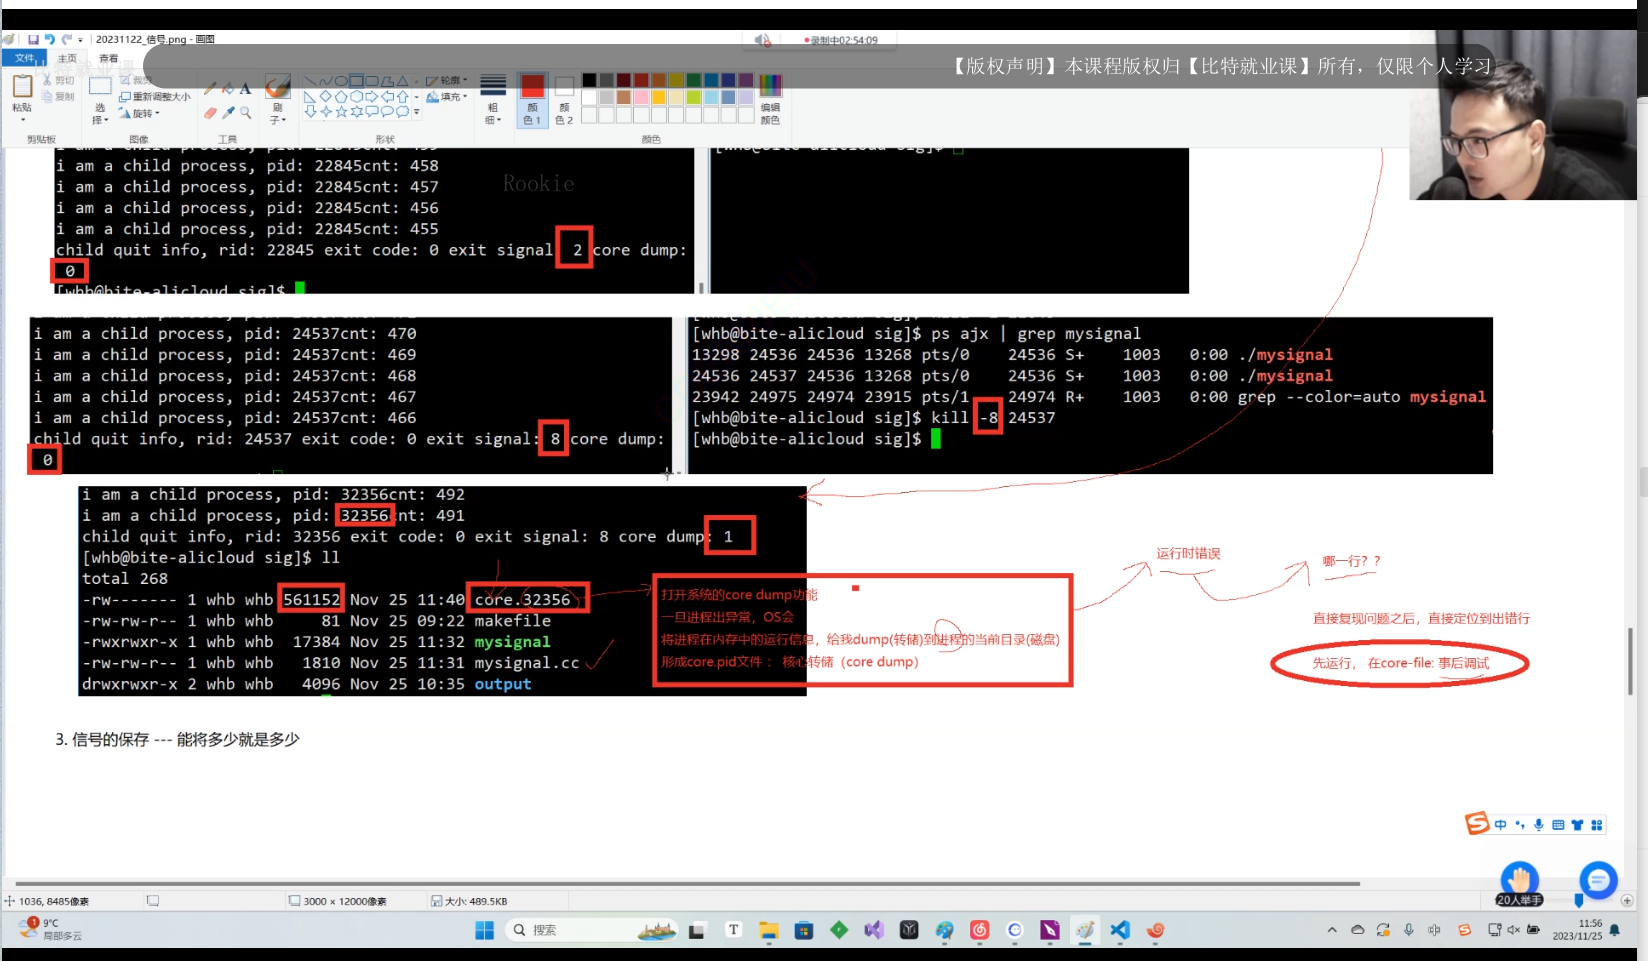 20231122_信号.png - 画图
录制中02:54:09
文件
主页
查看
【版权声明】本课程版权归【比特就业课】所有，仅限个人学习
粘贴
剪切
复制
选择
裁剪
重新调整大小
旋转
刷子
轮廓
填充
粗细
颜色 1
颜色 2
编辑颜色
剪贴板
图像
工具
形状
颜色
i am a child process, pid: 22845cnt: 458
i am a child process, pid: 22845cnt: 457
i am a child process, pid: 22845cnt: 456
i am a child process, pid: 22845cnt: 455
child quit info, rid: 22845 exit code: 0 exit signal 2 core dump:
0
[whb@bite-alicloud sig]$
Rookie
i am a child process, pid: 24537cnt: 470
i am a child process, pid: 24537cnt: 469
i am a child process, pid: 24537cnt: 468
i am a child process, pid: 24537cnt: 467
i am a child process, pid: 24537cnt: 466
child quit info, rid: 24537 exit code: 0 exit signal: 8 core dump:
0
[whb@bite-alicloud sig]$ ps ajx | grep mysignal
13298 24536 24536 13268 pts/0 24536 S+ 1003 0:00 ./mysignal
24536 24537 24536 13268 pts/0 24536 S+ 1003 0:00 ./mysignal
23942 24975 24974 23915 pts/1 24974 R+ 1003 0:00 grep --color=auto mysignal
[whb@bite-alicloud sig]$ kill -8 24537
[whb@bite-alicloud sig]$
i am a child process, pid: 32356cnt: 492
i am a child process, pid: 32356cnt: 491
child quit info, rid: 32356 exit code: 0 exit signal: 8 core dump: 1
[whb@bite-alicloud sig]$ ll
total 268
-rw------- 1 whb whb 561152 Nov 25 11:40 core.32356
-rw-rw-r-- 1 whb whb 81 Nov 25 09:22 makefile
-rwxrwxr-x 1 whb whb 17384 Nov 25 11:32 mysignal
-rw-rw-r-- 1 whb whb 1810 Nov 25 11:31 mysignal.cc
drwxrwxr-x 2 whb whb 4096 Nov 25 10:35 output
打开系统的core dump功能
一旦进程出异常，OS会
将进程在内存中的运行信息，给我dump(转储)到进程的当前目录(磁盘)
形成core.pid文件： 核心转储（core dump）
运行时错误
哪一行？?
直接复现问题之后，直接定位到出错行
先运行， 在core-file: 事后调试
3. 信号的保存 --- 能将多少就是多少
中
20人举手
1036, 8485像素
3000 × 12000像素
大小: 489.5KB
1
9°C
局部多云
搜索
中
11:56
2023/11/25